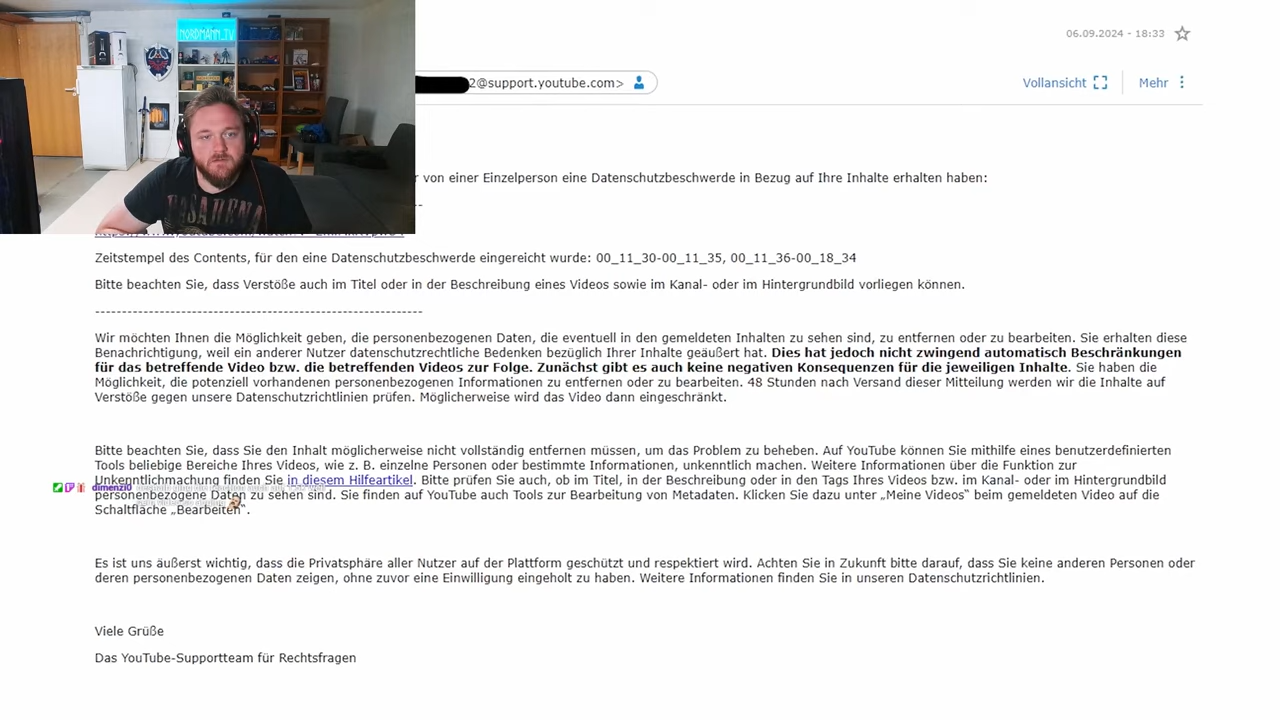 NORDMANN_TV
PASADENA
06.09.2024 - 18:33
2@support.youtube.com>
Vollansicht
Mehr
von einer Einzelperson eine Datenschutzbeschwerde in Bezug auf Ihre Inhalte erhalten haben:
Zeitstempel des Contents, für den eine Datenschutzbeschwerde eingereicht wurde: 00_11_30-00_11_35, 00_11_36-00_18_34
Bitte beachten Sie, dass Verstöße auch im Titel oder in der Beschreibung eines Videos sowie im Kanal- oder im Hintergrundbild vorliegen können.
-------------------------------------------------------------
Wir möchten Ihnen die Möglichkeit geben, die personenbezogenen Daten, die eventuell in den gemeldeten Inhalten zu sehen sind, zu entfernen oder zu bearbeiten. Sie erhalten diese
Benachrichtigung, weil ein anderer Nutzer datenschutzrechtliche Bedenken bezüglich Ihrer Inhalte geäußert hat. Dies hat jedoch nicht zwingend automatisch Beschränkungen
für das betreffende Video bzw. die betreffenden Videos zur Folge. Zunächst gibt es auch keine negativen Konsequenzen für die jeweiligen Inhalte. Sie haben die
Möglichkeit, die potenziell vorhandenen personenbezogenen Informationen zu entfernen oder zu bearbeiten. 48 Stunden nach Versand dieser Mitteilung werden wir die Inhalte auf
Verstöße gegen unsere Datenschutzrichtlinien prüfen. Möglicherweise wird das Video dann eingeschränkt.
Bitte beachten Sie, dass Sie den Inhalt möglicherweise nicht vollständig entfernen müssen, um das Problem zu beheben. Auf YouTube können Sie mithilfe eines benutzerdefinierten
Tools beliebige Bereiche Ihres Videos, wie z. B. einzelne Personen oder bestimmte Informationen, unkenntlich machen. Weitere Informationen über die Funktion zur
Unkenntlichmachung finden Sie in diesem Hilfeartikel. Bitte prüfen Sie auch, ob im Titel, in der Beschreibung oder in den Tags Ihres Videos bzw. im Kanal- oder im Hintergrundbild
dimenzi0
personenbezogene Daten zu sehen sind. Sie finden auf YouTube auch Tools zur Bearbeitung von Metadaten. Klicken Sie dazu unter „Meine Videos“ beim gemeldeten Video auf die
Schaltfläche „Bearbeiten“.
Es ist uns äußerst wichtig, dass die Privatsphäre aller Nutzer auf der Plattform geschützt und respektiert wird. Achten Sie in Zukunft bitte darauf, dass Sie keine anderen Personen oder
deren personenbezogenen Daten zeigen, ohne zuvor eine Einwilligung eingeholt zu haben. Weitere Informationen finden Sie in unseren Datenschutzrichtlinien.
Viele Grüße
Das YouTube-Supportteam für Rechtsfragen